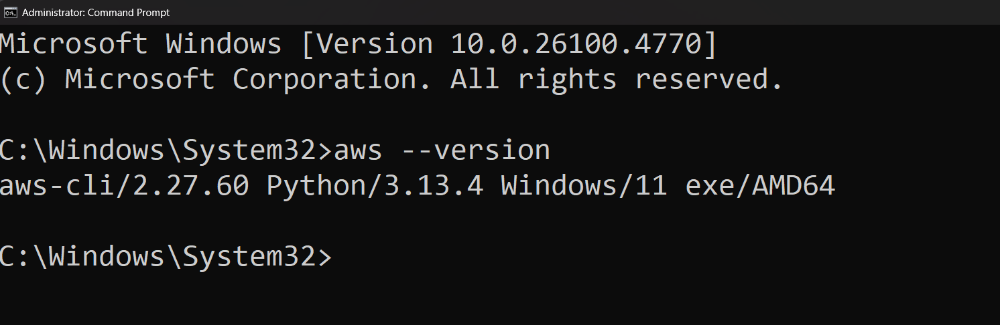 Administrator: Command Prompt
Microsoft Windows [Version 10.0.26100.4770]
(c) Microsoft Corporation. All rights reserved.
C:\Windows\System32>aws --version
aws-cli/2.27.60 Python/3.13.4 Windows/11 exe/AMD64
C:\Windows\System32>